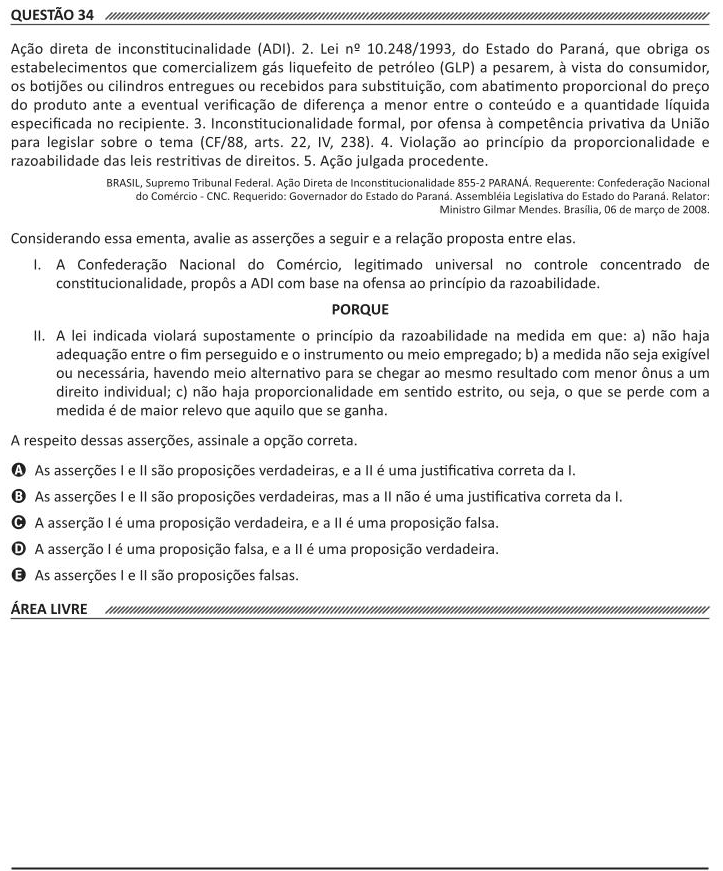 QUESTÃO 34
Ação direta de inconstitucinalidade (ADI). 2. Lei nº 10.248/1993, do Estado do Paraná, que obriga os
estabelecimentos que comercializem gás liquefeito de petróleo (GLP) a pesarem, à vista do consumidor,
os botijões ou cilindros entregues ou recebidos para substituição, com abatimento proporcional do preço
do produto ante a eventual verificação de diferença a menor entre o conteúdo e a quantidade líquida
especificada no recipiente. 3. Inconstitucionalidade formal, por ofensa à competência privativa da União
para legislar sobre o tema (CF/88, arts. 22, IV, 238). 4. Violação ao princípio da proporcionalidade e
razoabilidade das leis restritivas de direitos. 5. Ação julgada procedente.
BRASIL, Supremo Tribunal Federal. Ação Direta de Inconstitucionalidade 855-2 PARANÁ. Requerente: Confederação Nacional
do Comércio - CNC. Requerido: Governador do Estado do Paraná. Assembléia Legislativa do Estado do Paraná. Relator:
Ministro Gilmar Mendes. Brasília, 06 de março de 2008.
Considerando essa ementa, avalie as asserções a seguir e a relação proposta entre elas.
I. A Confederação Nacional do Comércio, legitimado universal no controle concentrado de
constitucionalidade, propôs a ADI com base na ofensa ao princípio da razoabilidade.
PORQUE
II. A lei indicada violará supostamente o princípio da razoabilidade na medida em que: a) não haja
adequação entre o fim perseguido e o instrumento ou meio empregado; b) a medida não seja exigível
ou necessária, havendo meio alternativo para se chegar ao mesmo resultado com menor ônus a um
direito individual; c) não haja proporcionalidade em sentido estrito, ou seja, o que se perde com a
medida é de maior relevo que aquilo que se ganha.
A respeito dessas asserções, assinale a opção correta.
A As asserções I e II são proposições verdadeiras, e a II é uma justificativa correta da I.
B As asserções I e II são proposições verdadeiras, mas a II não é uma justificativa correta da I.
C A asserção I é uma proposição verdadeira, e a II é uma proposição falsa.
D A asserção I é uma proposição falsa, e a II é uma proposição verdadeira.
E As asserções I e II são proposições falsas.
ÁREA LIVRE